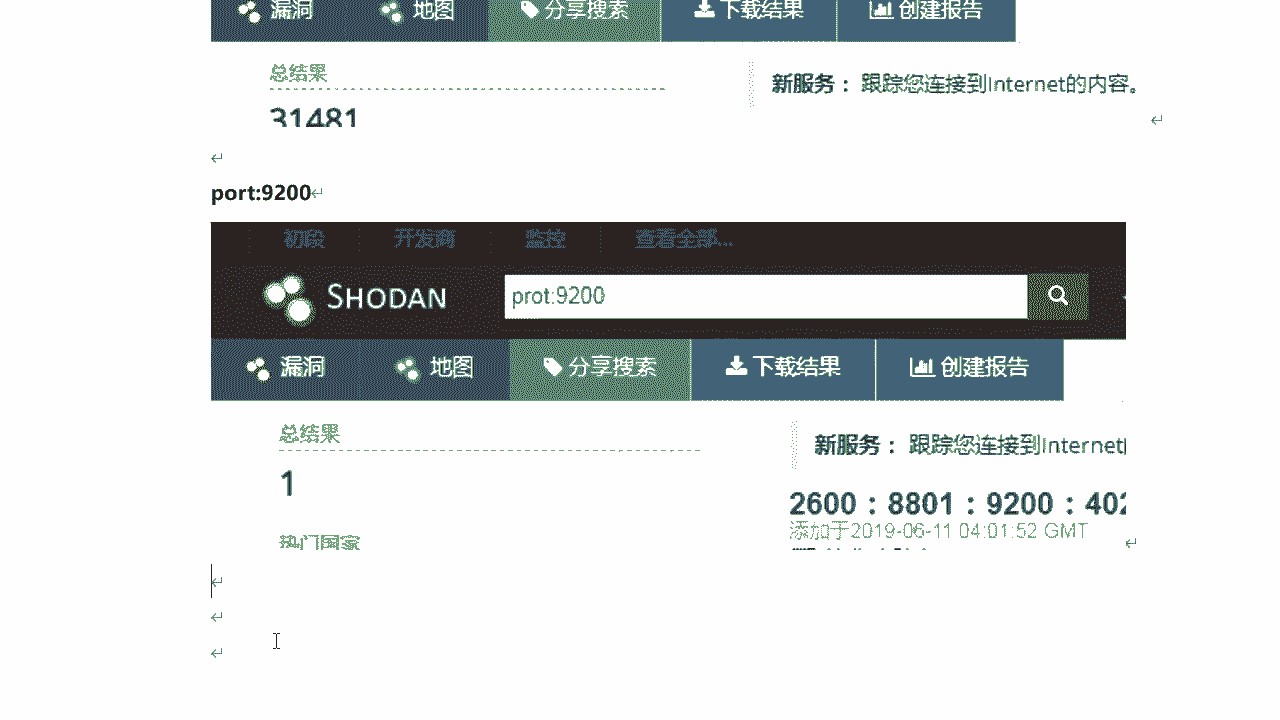 漏洞 地图 分享搜索 下载结果 创建报告
总结果
新服务： 跟踪您连接到Internet的内容。
31481
port:9200
初段 开发商 监控 查看全部...
SHODAN prot:9200
漏洞 地图 分享搜索 下载结果 创建报告
总结果
新服务： 跟踪您连接到Internet
1
2600：8801：9200：402
添加于2019-06-11 04:01:52 GMT
热门国家